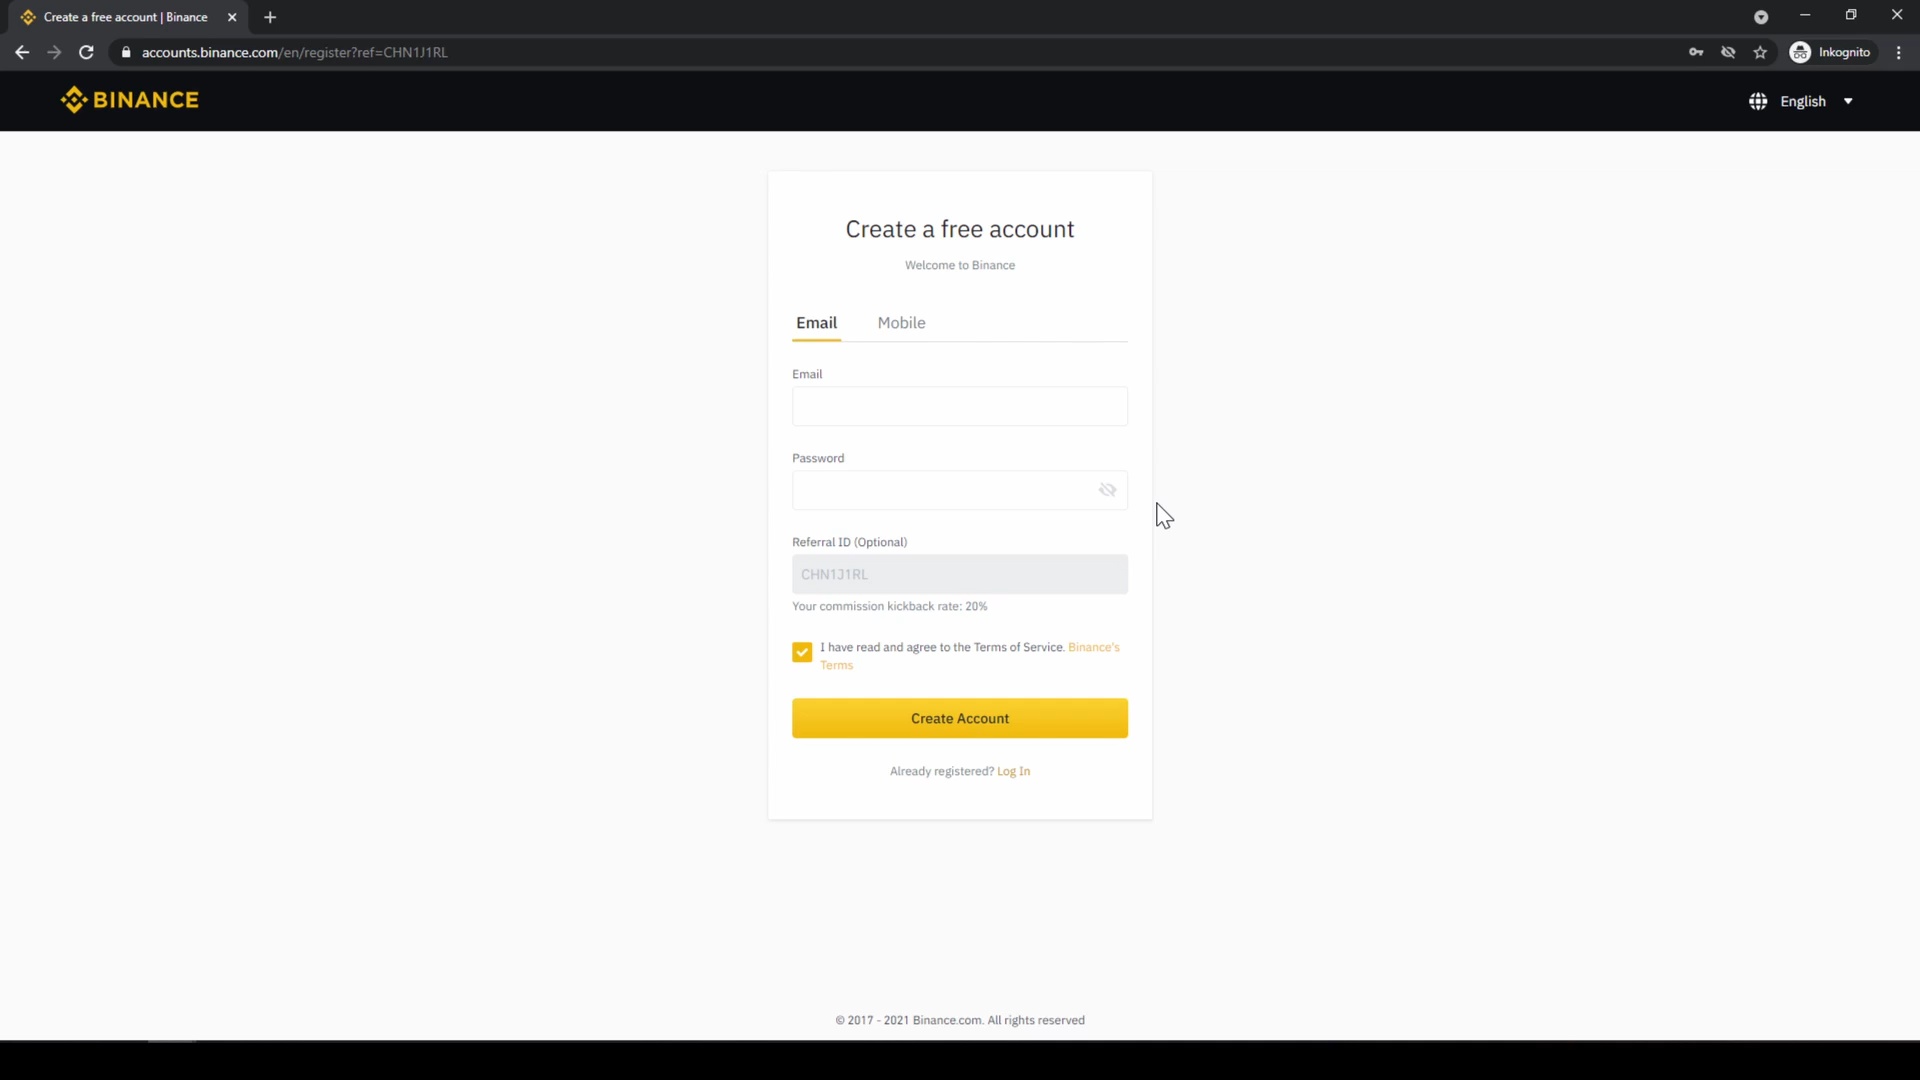 Create a free account | Binance
accounts.binance.com/en/register?ref=CHN1J1RL
Inkognito
BINANCE
English
Create a free account
Welcome to Binance
Email Mobile
Email
Password
Referral ID (Optional)
CHN1J1RL
Your commission kickback rate: 20%
I have read and agree to the Terms of Service. Binance's
Terms
Create Account
Already registered? Log In
© 2017 - 2021 Binance.com. All rights reserved